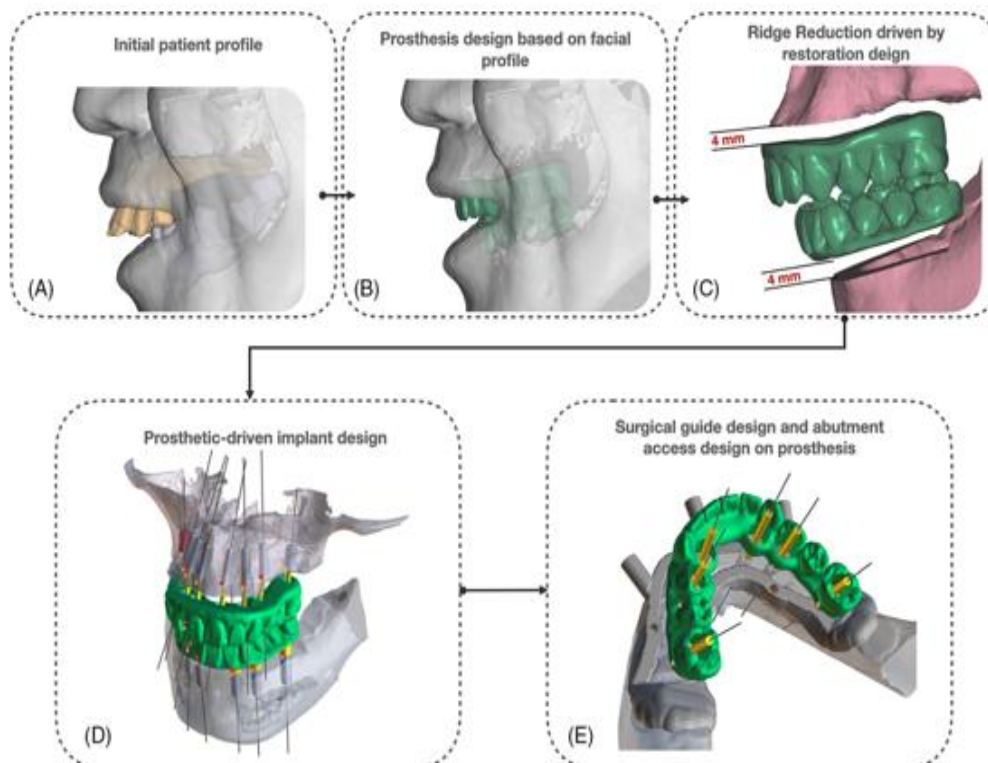 Initial patient profile
Prosthesis design based on facial
profile
Ridge Reduction driven by
restoration deign
4 mm
4 mm
(A)
(B)
(C)
Prosthetic-driven implant design
Surgical guide design and abutment
access design on prosthesis
(D)
(E)